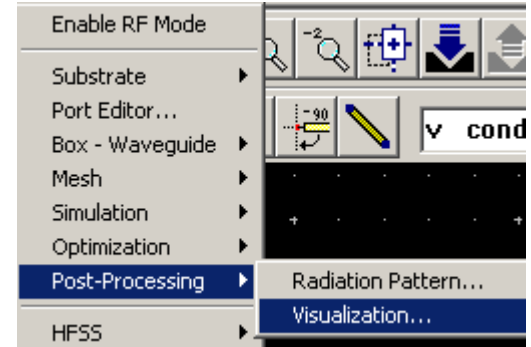 Enable RF Mode
-2
Substrate
Port Editor...
-90
v cond
Box - Waveguide
Mesh
Simulation
Optimization
Post-Processing
Radiation Pattern...
Visualization...
HFSS